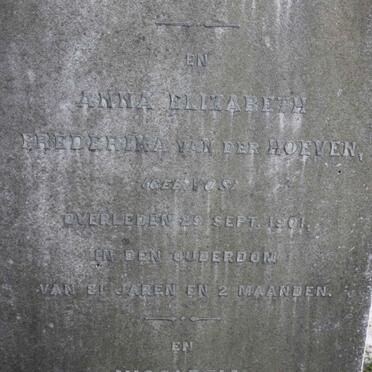 EN
ANNA ELIZABETH
FREDERIKA VAN DER HOEVEN,
(GEB. VOS)
OVERLEDEN 29 SEPT. 1901.
IN DEN OUDERDOM
VAN 81 JAREN EN 2 MAANDEN.
EN